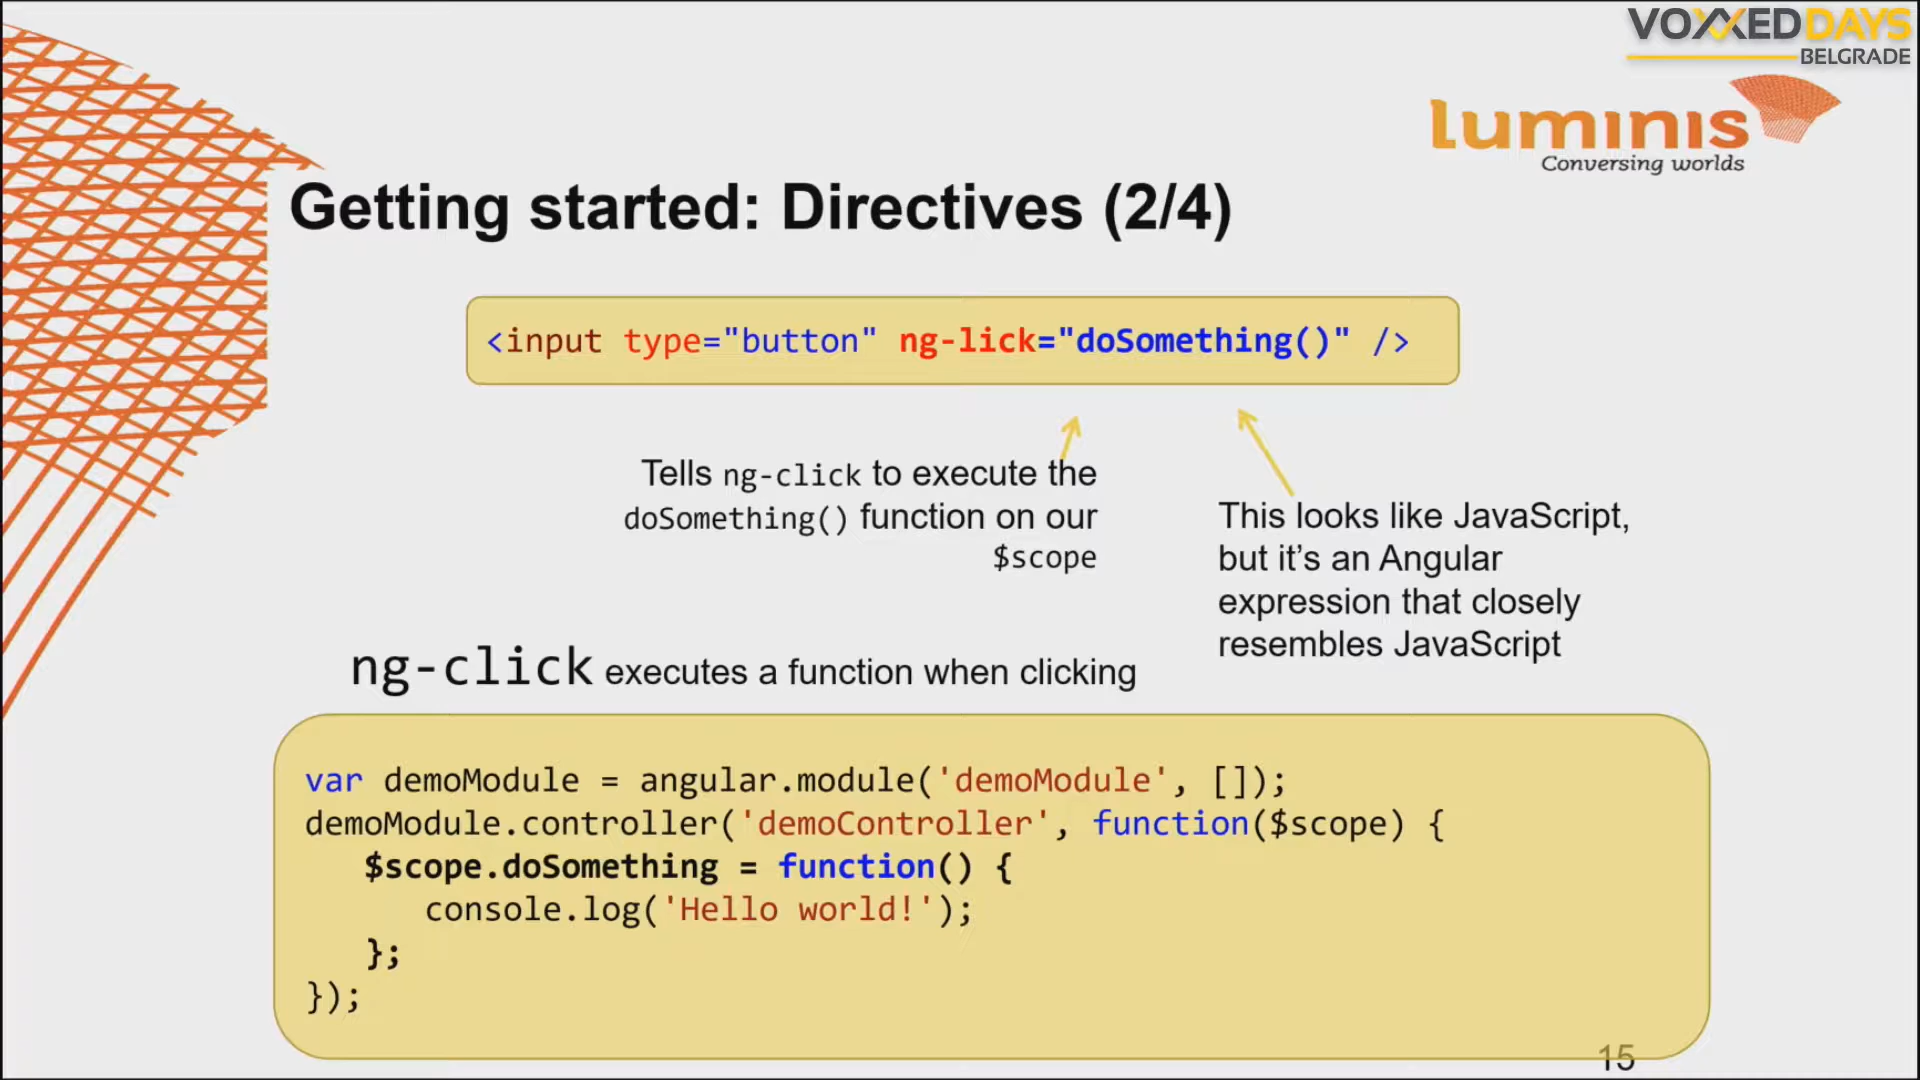 VOXXED DAYS
BELGRADE
luminis
Conversing worlds
Getting started: Directives (2/4)
<input type="button" ng-lick="doSomething()" />
Tells ng-click to execute the
doSomething() function on our
$scope
This looks like JavaScript,
but it's an Angular
expression that closely
resembles JavaScript
ng-click executes a function when clicking
var demoModule = angular.module('demoModule', []);
demoModule.controller('demoController', function($scope) {
$scope.doSomething = function() {
console.log('Hello world!');
};
});
15